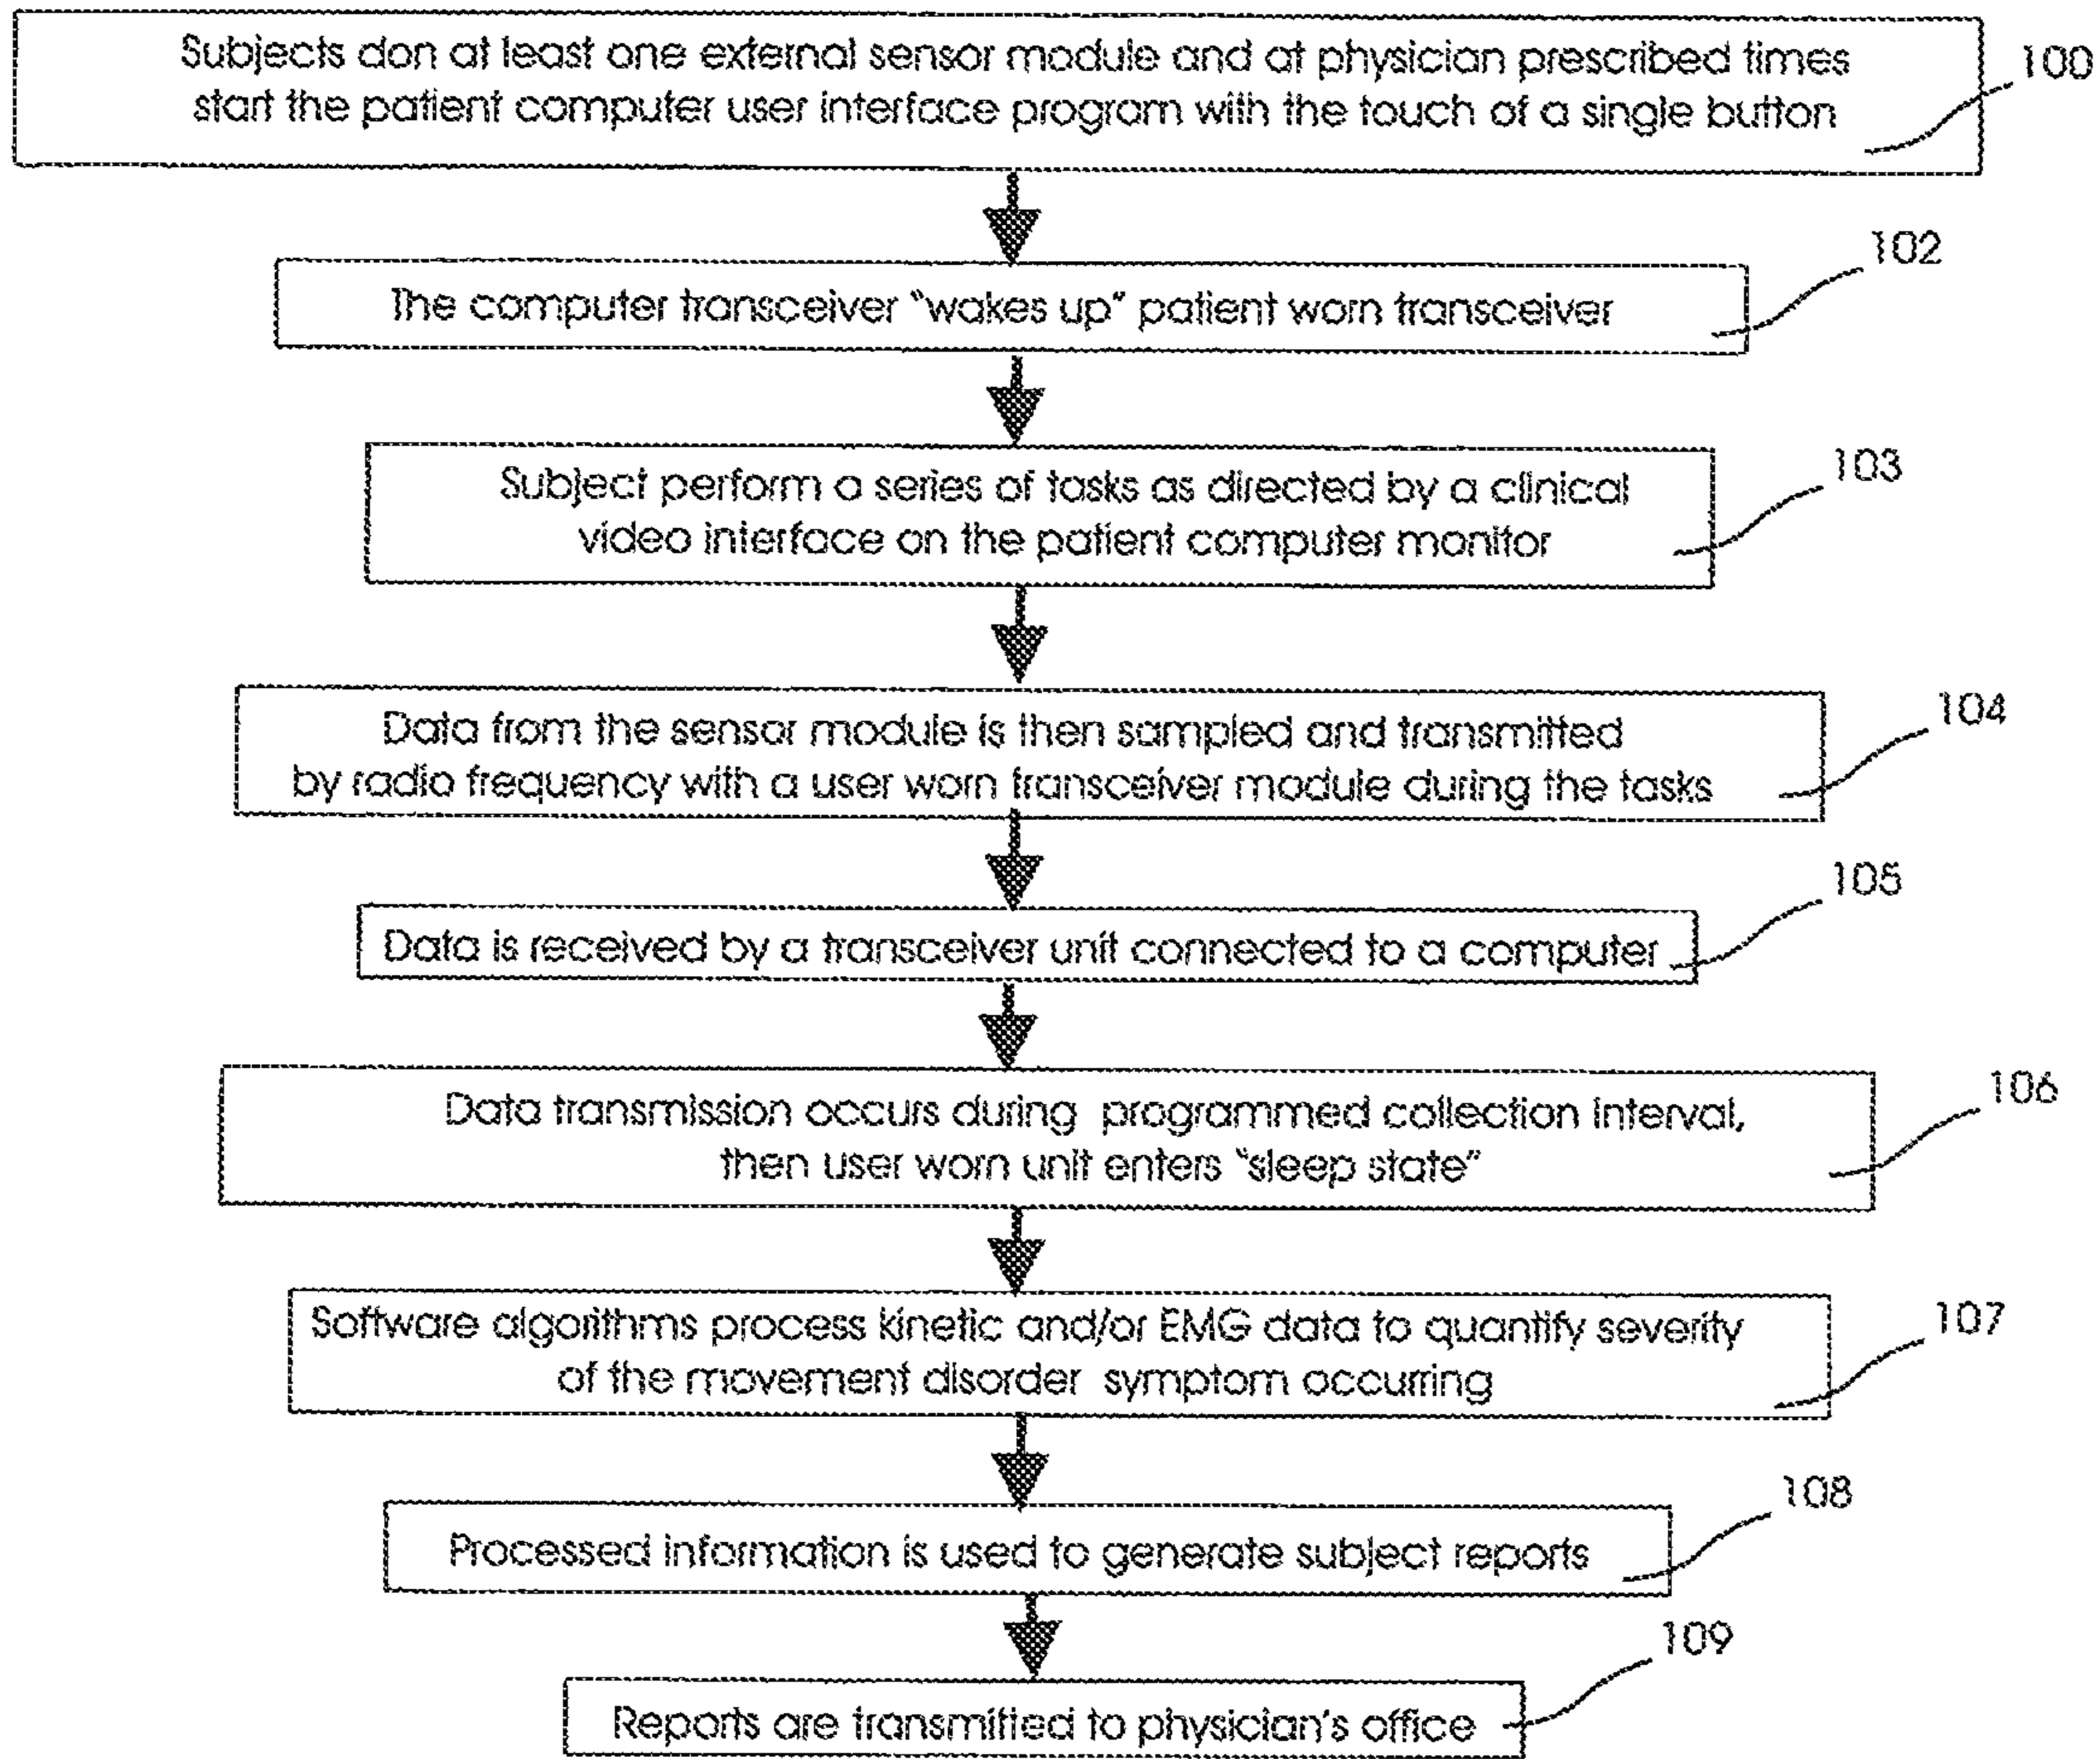 Subjects don at least one external sensor module and at physician prescribed times
start the patient computer user interface program with the touch of a single button
100
102
The computer transceiver "wakes up" patient worn transceiver
103
Subject perform a series of tasks as directed by a clinical
video interface on the patient computer monitor
104
Data from the sensor module is then sampled and transmitted
by radio frequency with a user worn transceiver module during the tasks
105
Data is received by a transceiver unit connected to a computer
106
Data transmission occurs during programmed collection interval,
then user worn unit enters "sleep state"
107
Software algorithms process kinetic and/or EMG data to quantify severity
of the movement disorder symptom occurring
108
Processed information is used to generate subject reports
109
Reports are transmitted to physician's office